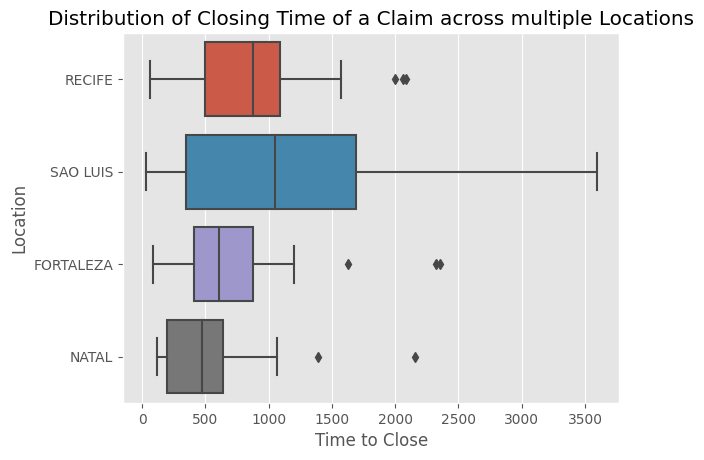 Distribution of Closing Time of a Claim across multiple Locations
RECIFE
SAO LUIS
FORTALEZA
NATAL
Location
0 500 1000 1500 2000 2500 3000 3500
Time to Close